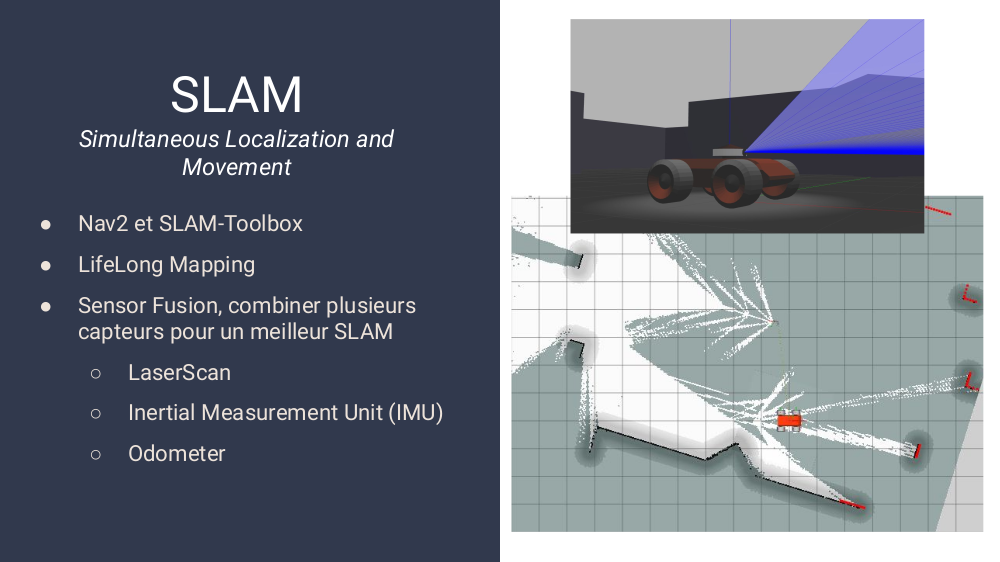 SLAM
Simultaneous Localization and
Movement
● Nav2 et SLAM-Toolbox
● LifeLong Mapping
● Sensor Fusion, combiner plusieurs
capteurs pour un meilleur SLAM
○ LaserScan
○ Inertial Measurement Unit (IMU)
○ Odometer